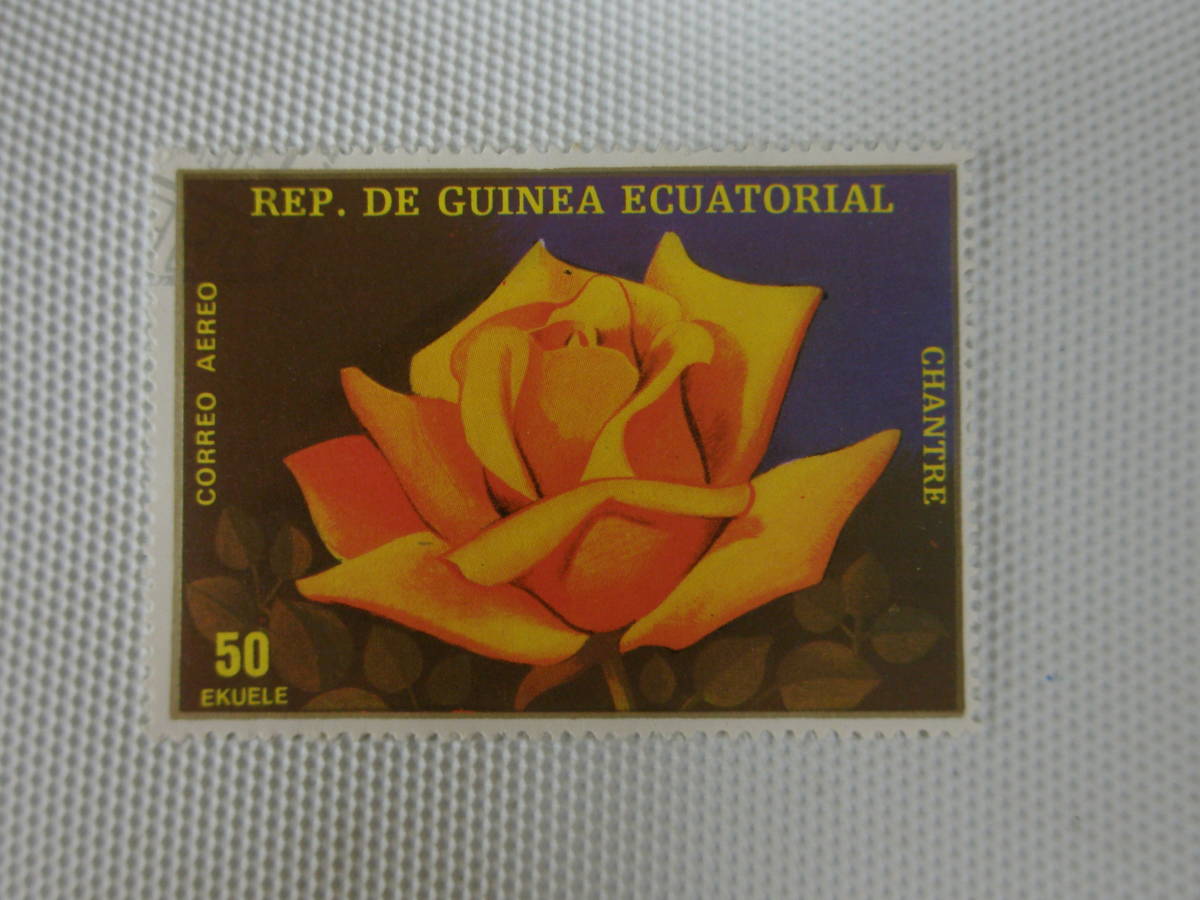 REP. DE GUINEA ECUATORIAL
CORREO AEREO
CHANTRE
50
EKUELE